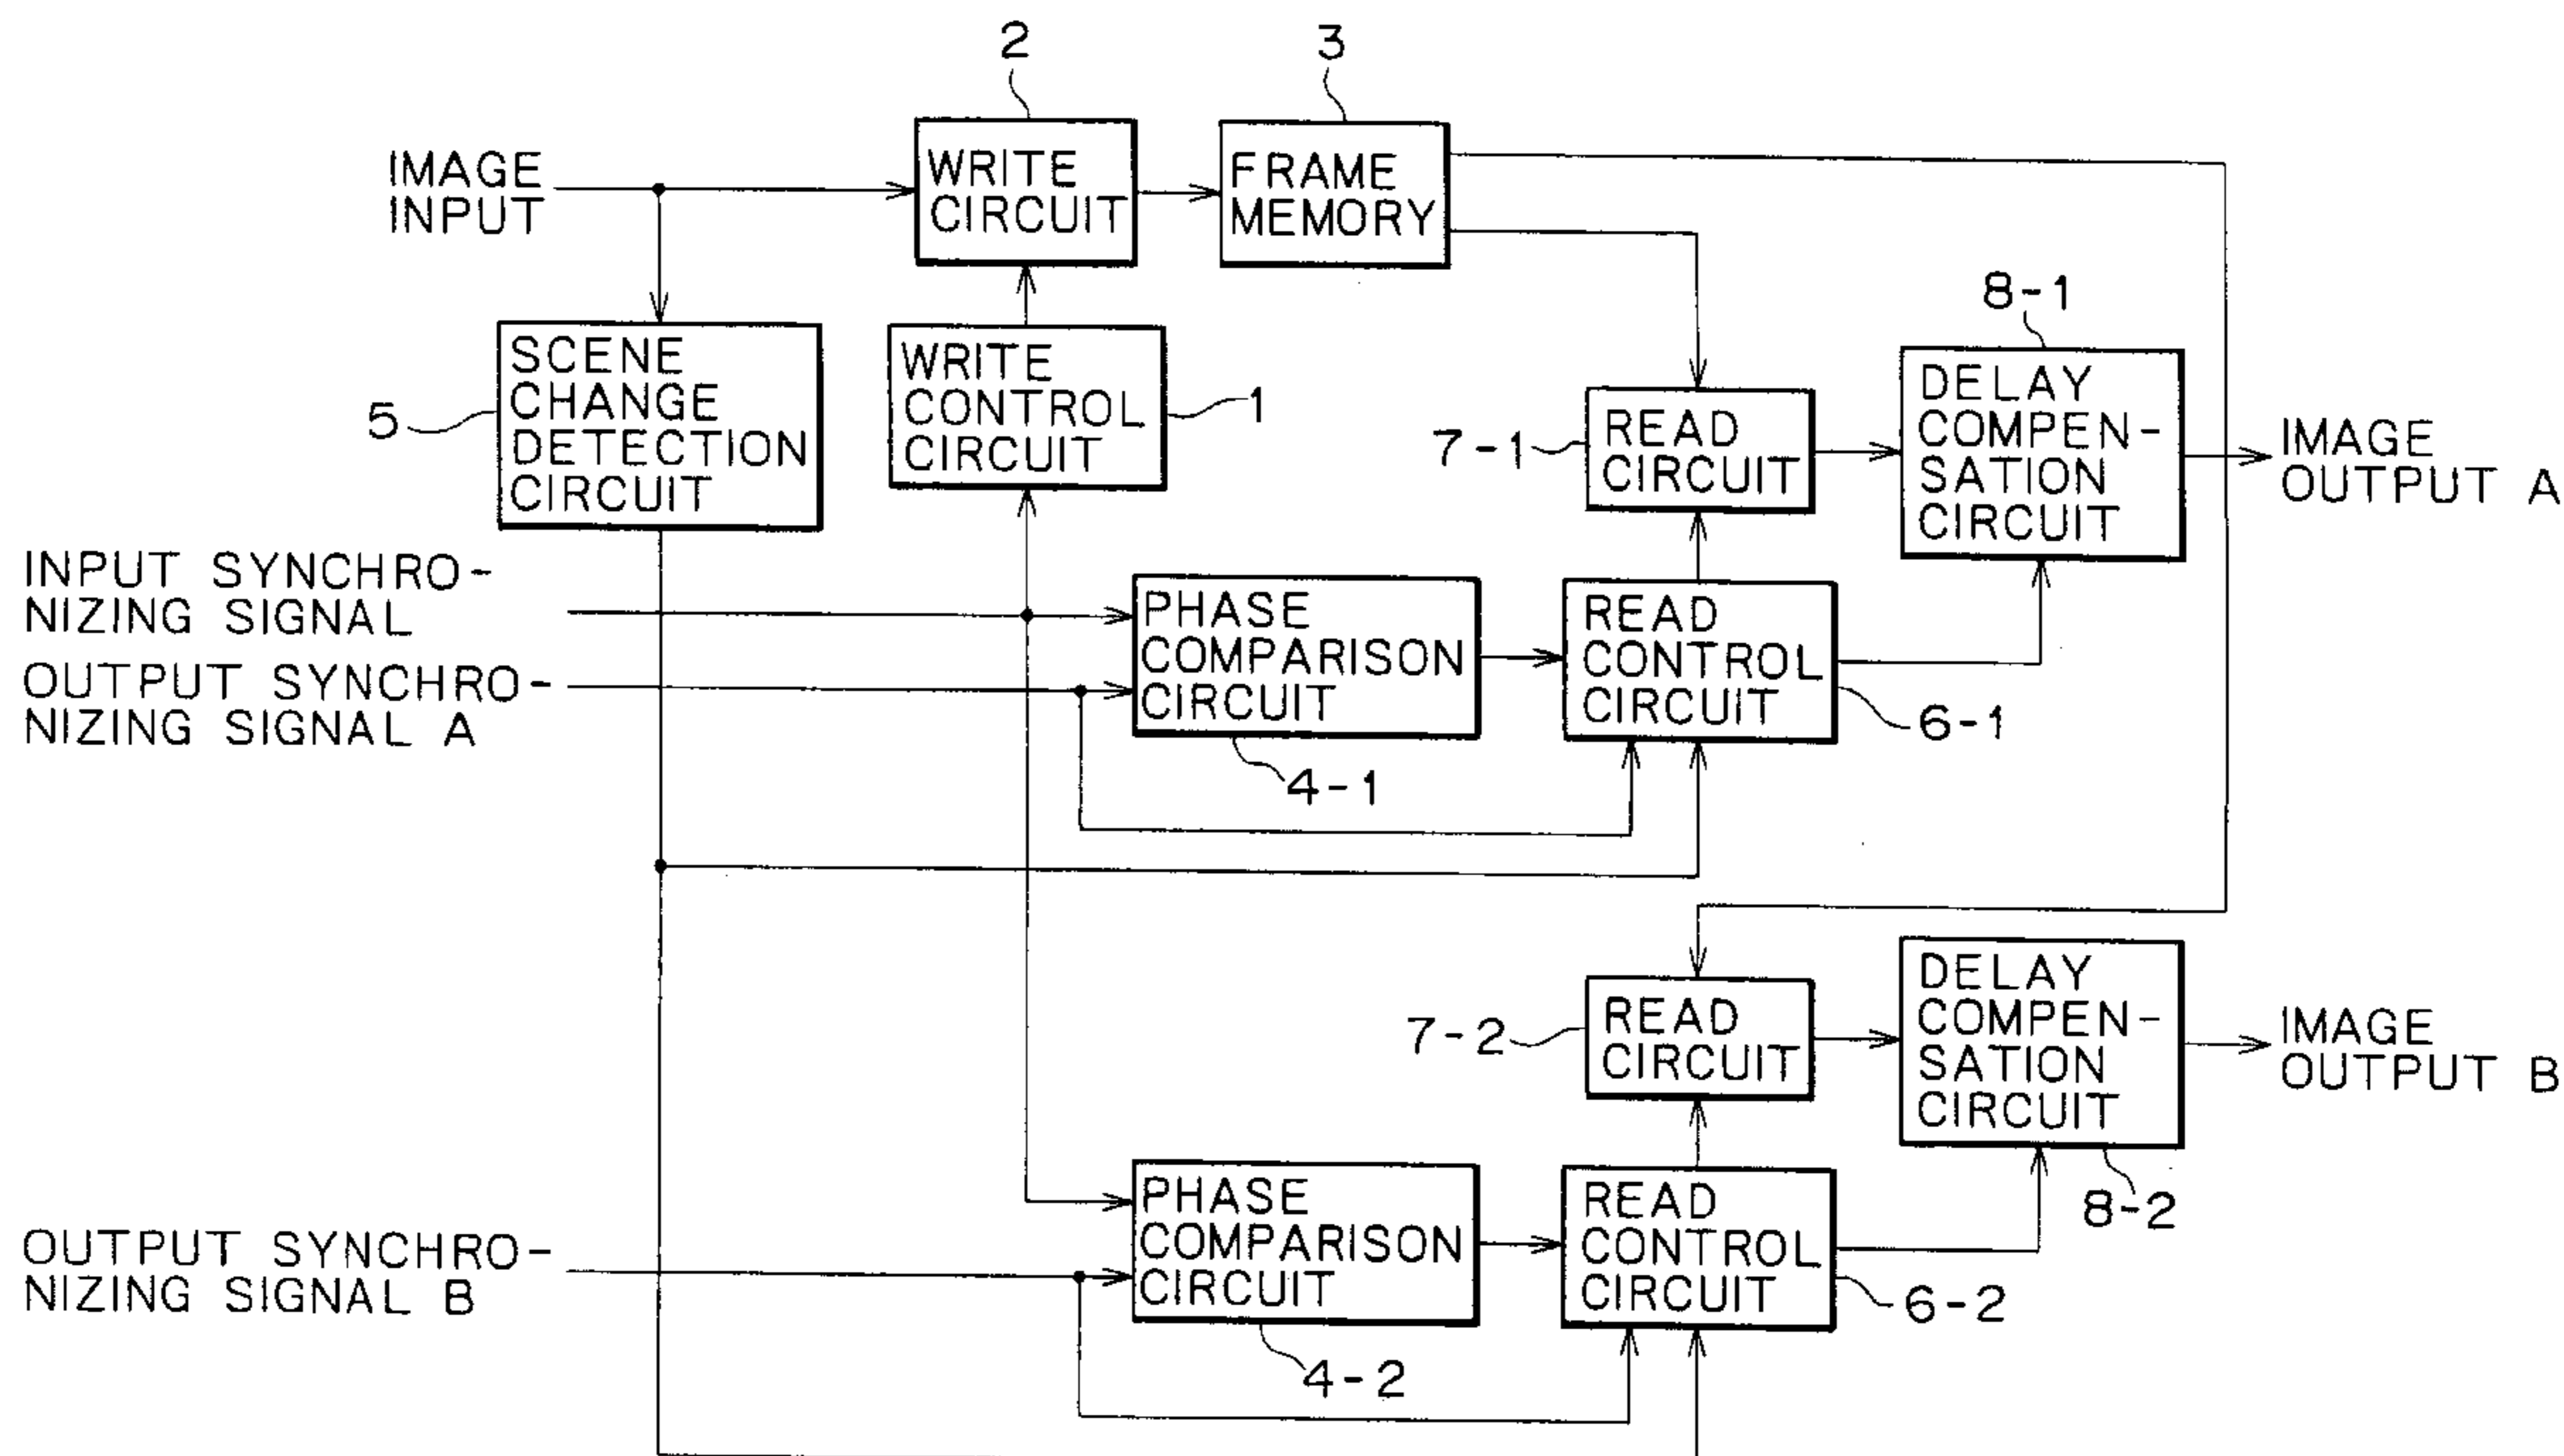 2
3
IMAGE
INPUT
WRITE
CIRCUIT
FRAME
MEMORY
8-1
SCENE
CHANGE
DETECTION
CIRCUIT
5
WRITE
CONTROL
CIRCUIT
1
7-1
READ
CIRCUIT
DELAY
COMPEN-
SATION
CIRCUIT
IMAGE
OUTPUT A
INPUT SYNCHRO-
NIZING SIGNAL
OUTPUT SYNCHRO-
NIZING SIGNAL A
PHASE
COMPARISON
CIRCUIT
4-1
READ
CONTROL
CIRCUIT
6-1
7-2
READ
CIRCUIT
DELAY
COMPEN-
SATION
CIRCUIT
8-2
IMAGE
OUTPUT B
OUTPUT SYNCHRO-
NIZING SIGNAL B
PHASE
COMPARISON
CIRCUIT
4-2
READ
CONTROL
CIRCUIT
6-2